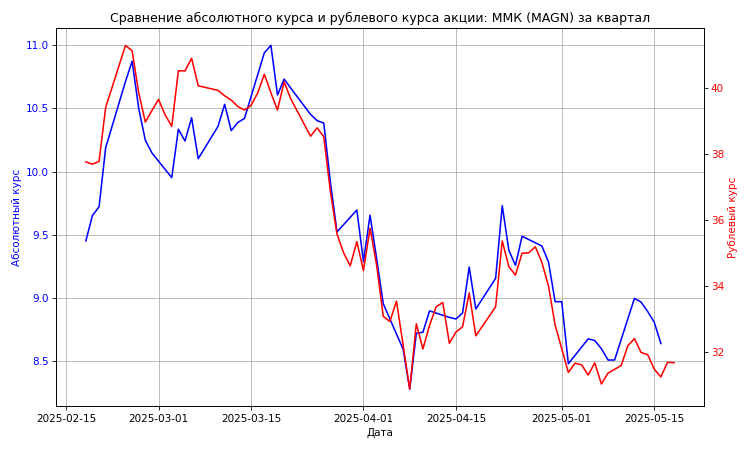 Сравнение абсолютного курса и рублевого курса акции: ММК (MAGN) за квартал
11.0
10.5
10.0
9.5
9.0
8.5
Абсолютный курс
40
38
36
34
32
Рублевый курс
2025-02-15 2025-03-01 2025-03-15 2025-04-01 2025-04-15 2025-05-01 2025-05-15
Дата